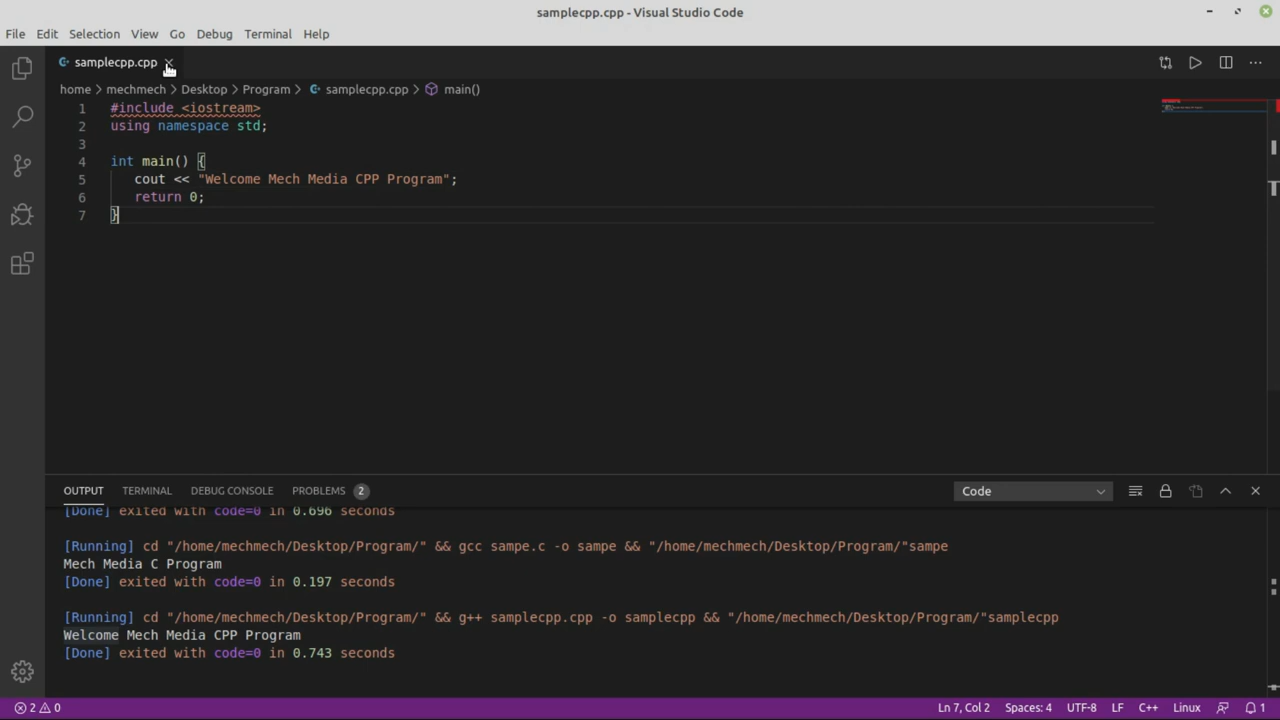 samplecpp.cpp - Visual Studio Code
File Edit Selection View Go Debug Terminal Help
samplecpp.cpp
home > mechmech > Desktop > Program > samplecpp.cpp > main()
1 #include <iostream>
2 using namespace std;
3
4 int main() {
5 cout << "Welcome Mech Media CPP Program";
6 return 0;
7 }
OUTPUT TERMINAL DEBUG CONSOLE PROBLEMS 2 Code
[Done] exited with code=0 in 0.696 seconds
[Running] cd "/home/mechmech/Desktop/Program/" && gcc sampe.c -o sampe && "/home/mechmech/Desktop/Program/"sampe
Mech Media C Program
[Done] exited with code=0 in 0.197 seconds
[Running] cd "/home/mechmech/Desktop/Program/" && g++ samplecpp.cpp -o samplecpp && "/home/mechmech/Desktop/Program/"samplecpp
Welcome Mech Media CPP Program
[Done] exited with code=0 in 0.743 seconds
2 0 Ln 7, Col 2 Spaces: 4 UTF-8 LF C++ Linux 1